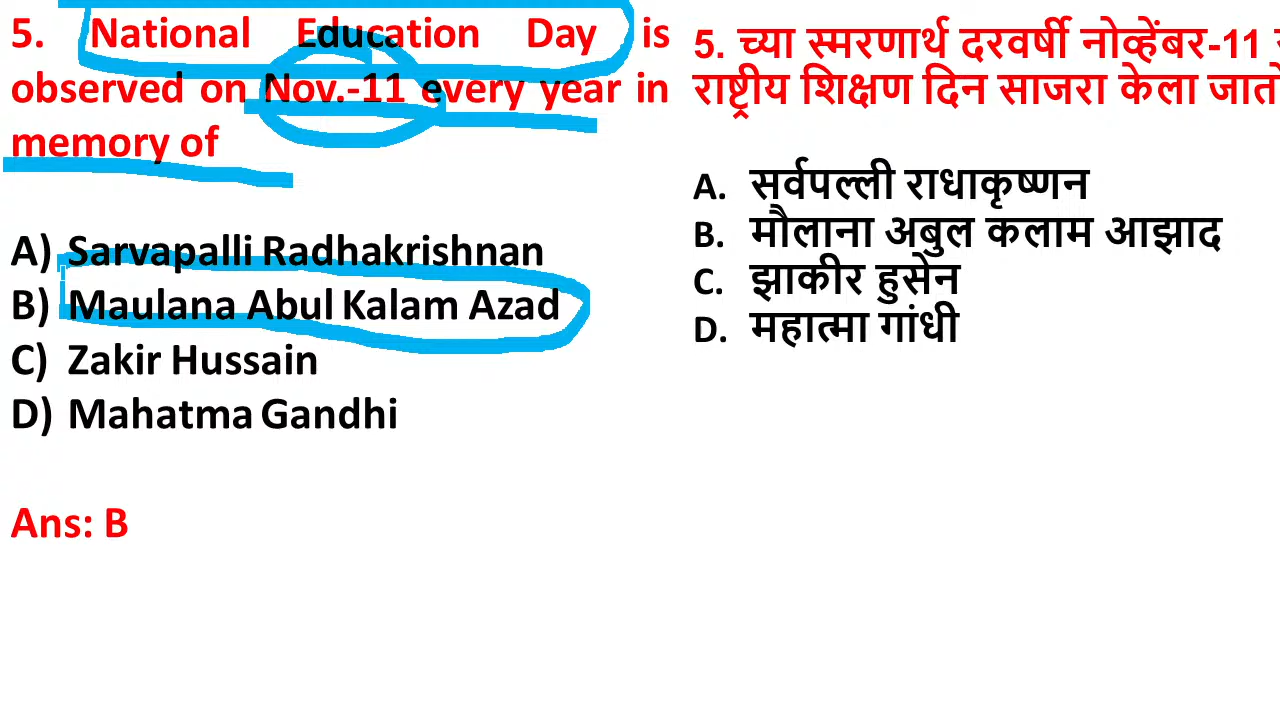 5. National Education Day is
observed on Nov.-11 every year in
memory of
A) Sarvapalli Radhakrishnan
B) Maulana Abul Kalam Azad
C) Zakir Hussain
D) Mahatma Gandhi
Ans: B
5. च्या स्मरणार्थ दरवर्षी नोव्हेंबर-11
राष्ट्रीय शिक्षण दिन साजरा केला जातो
A. सर्वपल्ली राधाकृष्णन
B. मौलाना अबुल कलाम आझाद
C. झाकीर हुसेन
D. महात्मा गांधी